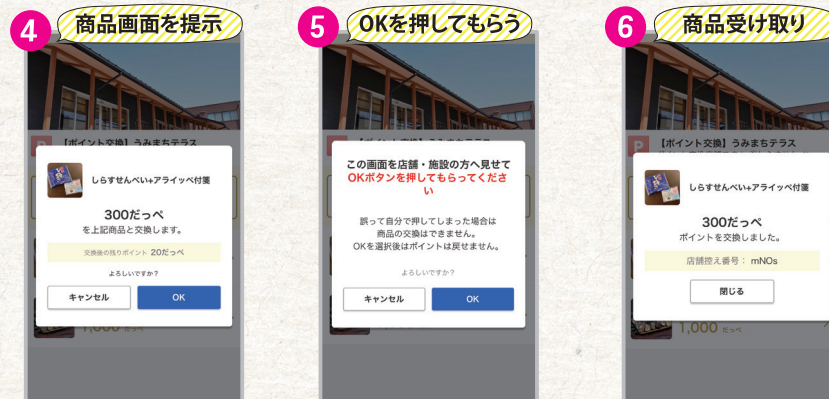 4 商品画面を提示
P 【ポイント交換】うみまちテラス
しらすせんべい+アライッペ付箋
300だっぺ
を上記商品と交換します。
交換後の残りポイント 20だっぺ
よろしいですか？
キャンセル OK
1,000 だっぺ
5 OKを押してもらう
この画面を店舗・施設の方へ見せて
OKボタンを押してもらってくださ
い
誤って自分で押してしまった場合は
商品の交換はできません。
OKを選択後はポイントは戻せません。
よろしいですか？
キャンセル OK
6 商品受け取り
P 【ポイント交換】うみまちテラス
しらすせんべい+アライッペ付箋
300だっぺ
ポイントを交換しました。
店舗控え番号： mNOs
閉じる
1,000 だっぺ